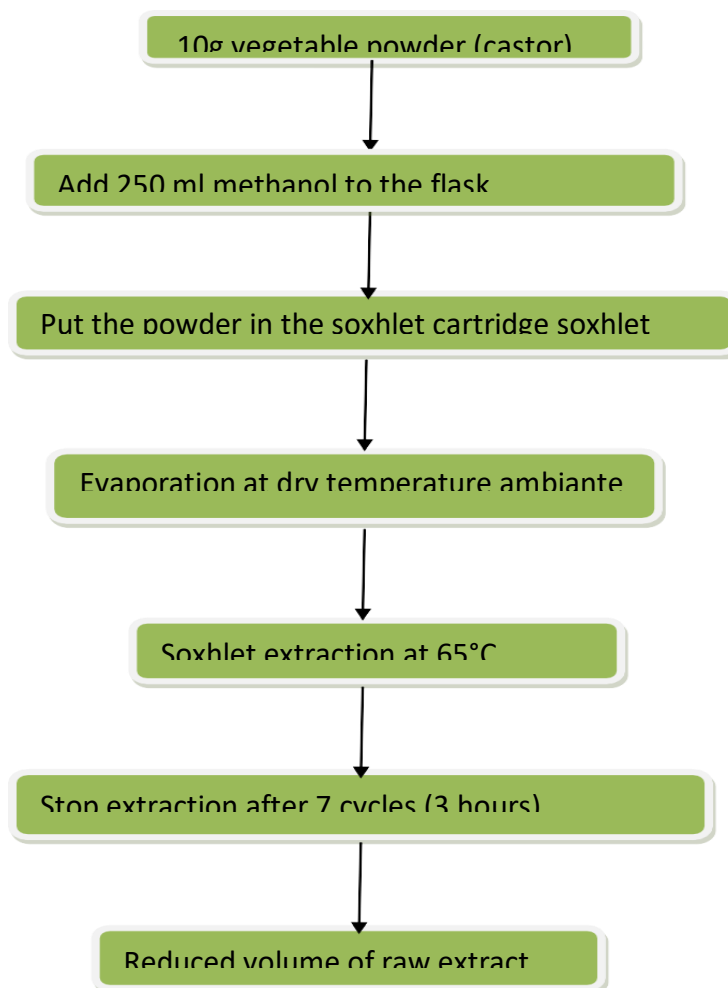 10g vegetable powder (castor)
Add 250 ml methanol to the flask
Put the powder in the soxhlet cartridge soxhlet
Evaporation at dry temperature ambiante
Soxhlet extraction at 65°C
Stop extraction after 7 cycles (3 hours)
Reduced volume of raw extract